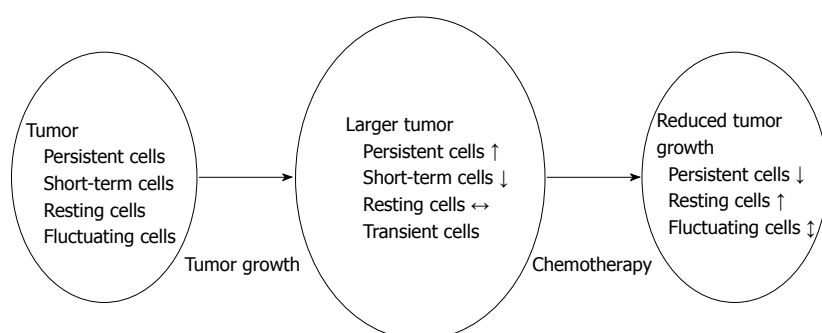 Tumor
Persistent cells
Short-term cells
Resting cells
Fluctuating cells
Tumor growth
Larger tumor
Persistent cells ↑
Short-term cells ↓
Resting cells ↔
Transient cells
Chemotherapy
Reduced tumor
growth
Persistent cells ↓
Resting cells ↑
Fluctuating cells ↕